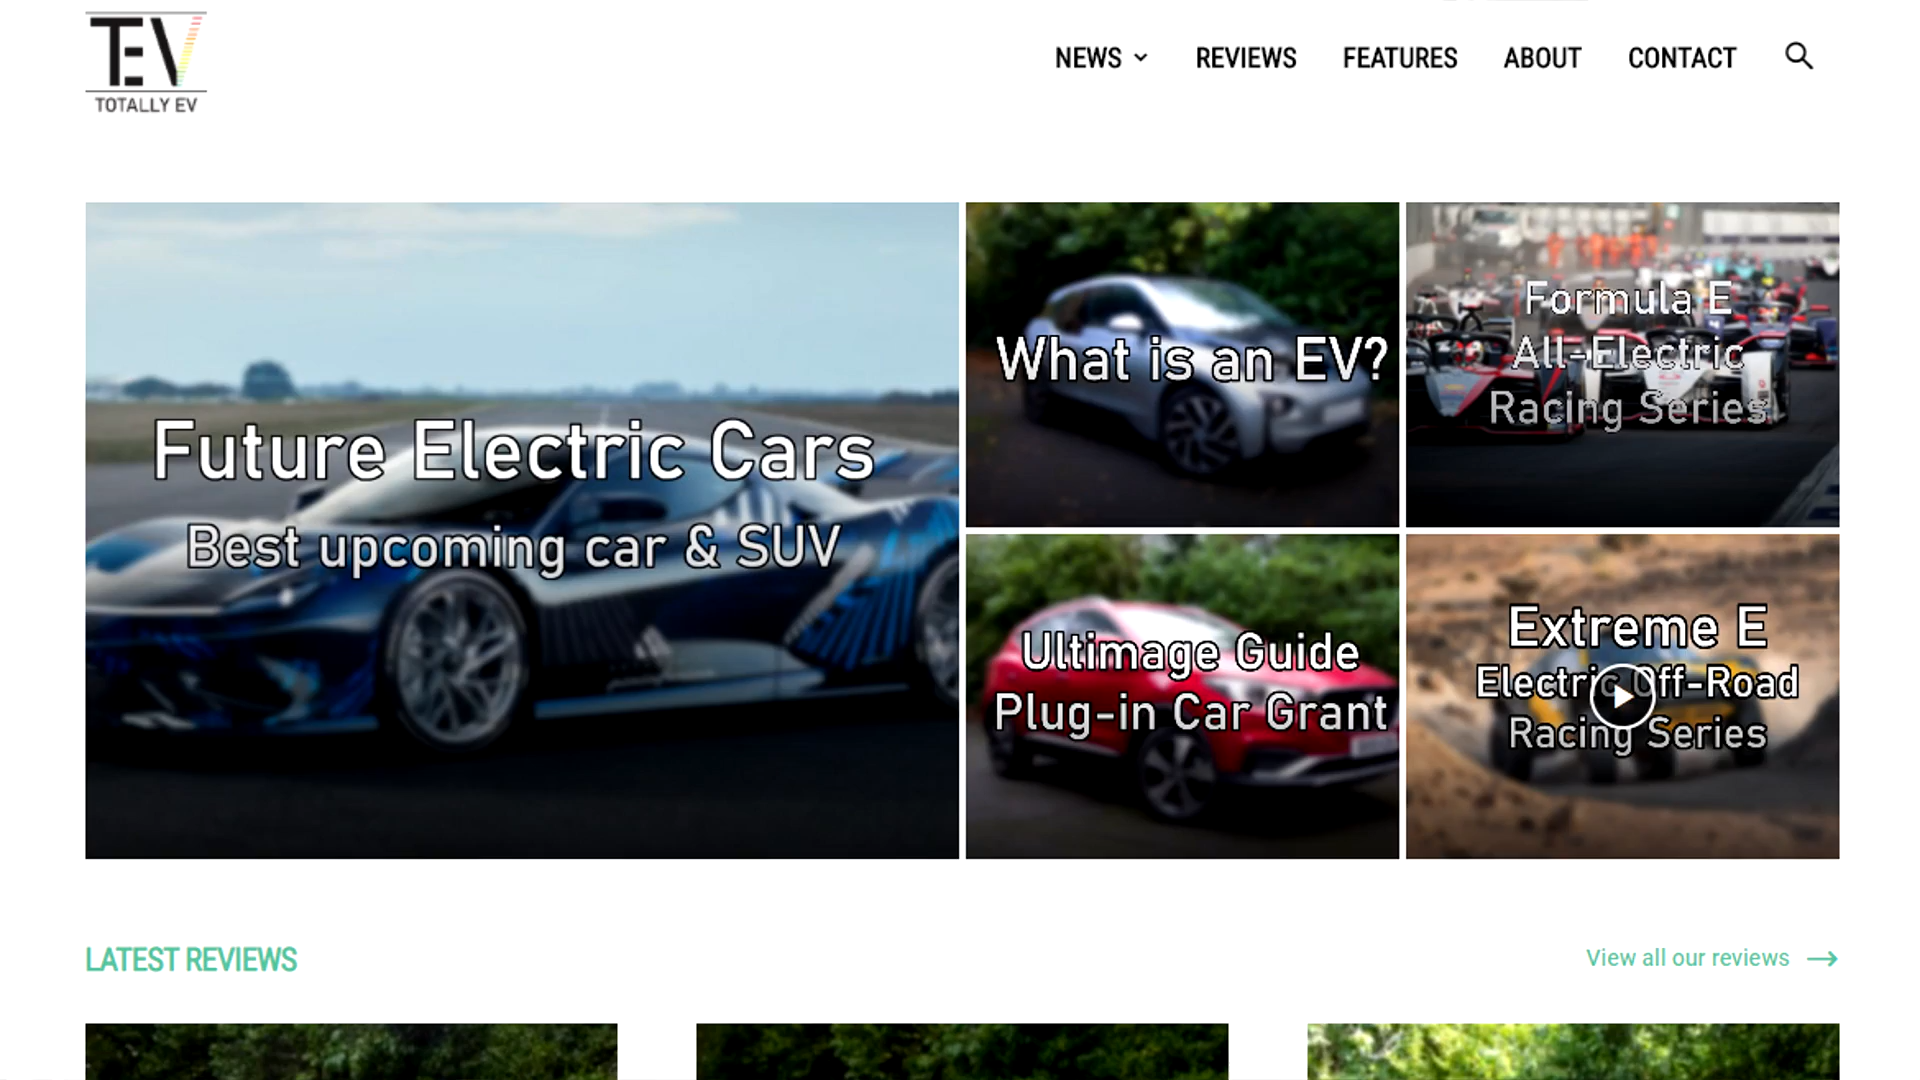 TEV
TOTALLY EV
NEWS
REVIEWS
FEATURES
ABOUT
CONTACT
Future Electric Cars
Best upcoming car & SUV
What is an EV?
Formula E
All-Electric
Racing Series
Ultimage Guide
Plug-in Car Grant
Extreme E
Electric Off-Road
Racing Series
LATEST REVIEWS
View all our reviews